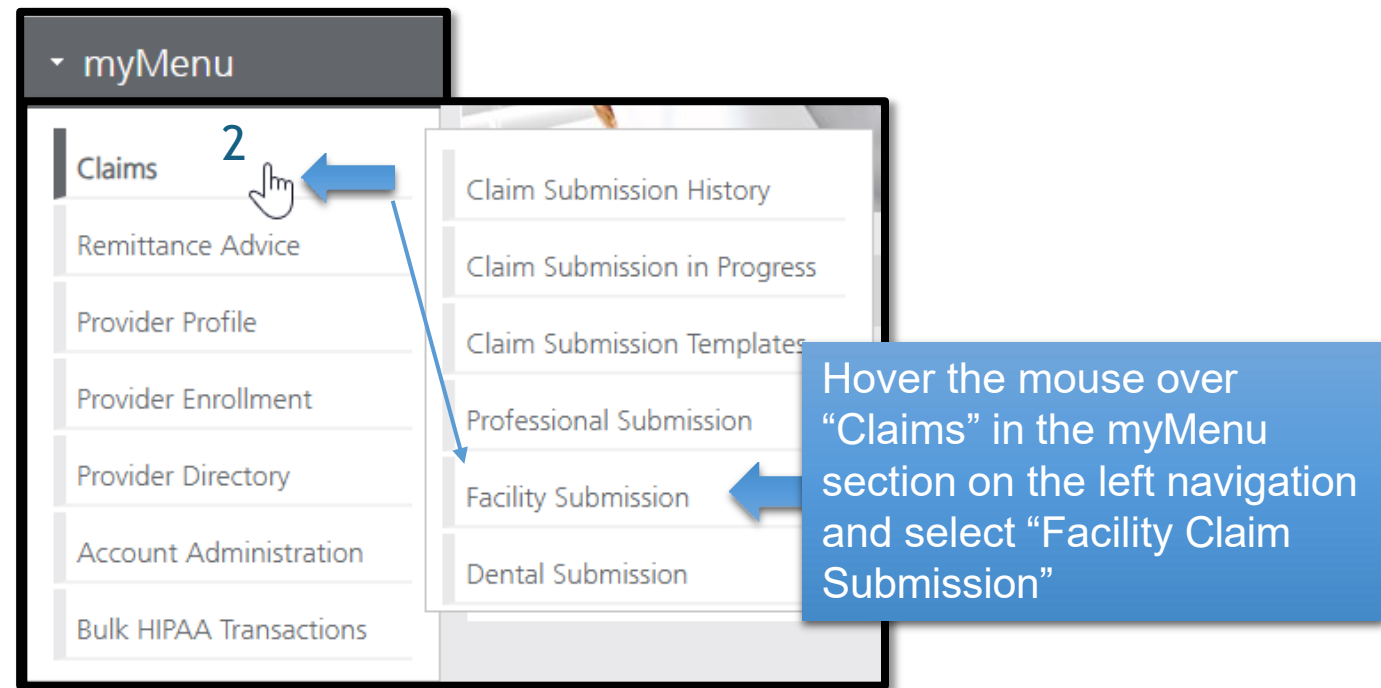 myMenu
2
Claims
Remittance Advice
Provider Profile
Provider Enrollment
Provider Directory
Account Administration
Bulk HIPAA Transactions
Claim Submission History
Claim Submission in Progress
Claim Submission Templates
Professional Submission
Facility Submission
Dental Submission
Hover the mouse over
“Claims” in the myMenu
section on the left navigation
and select “Facility Claim
Submission”